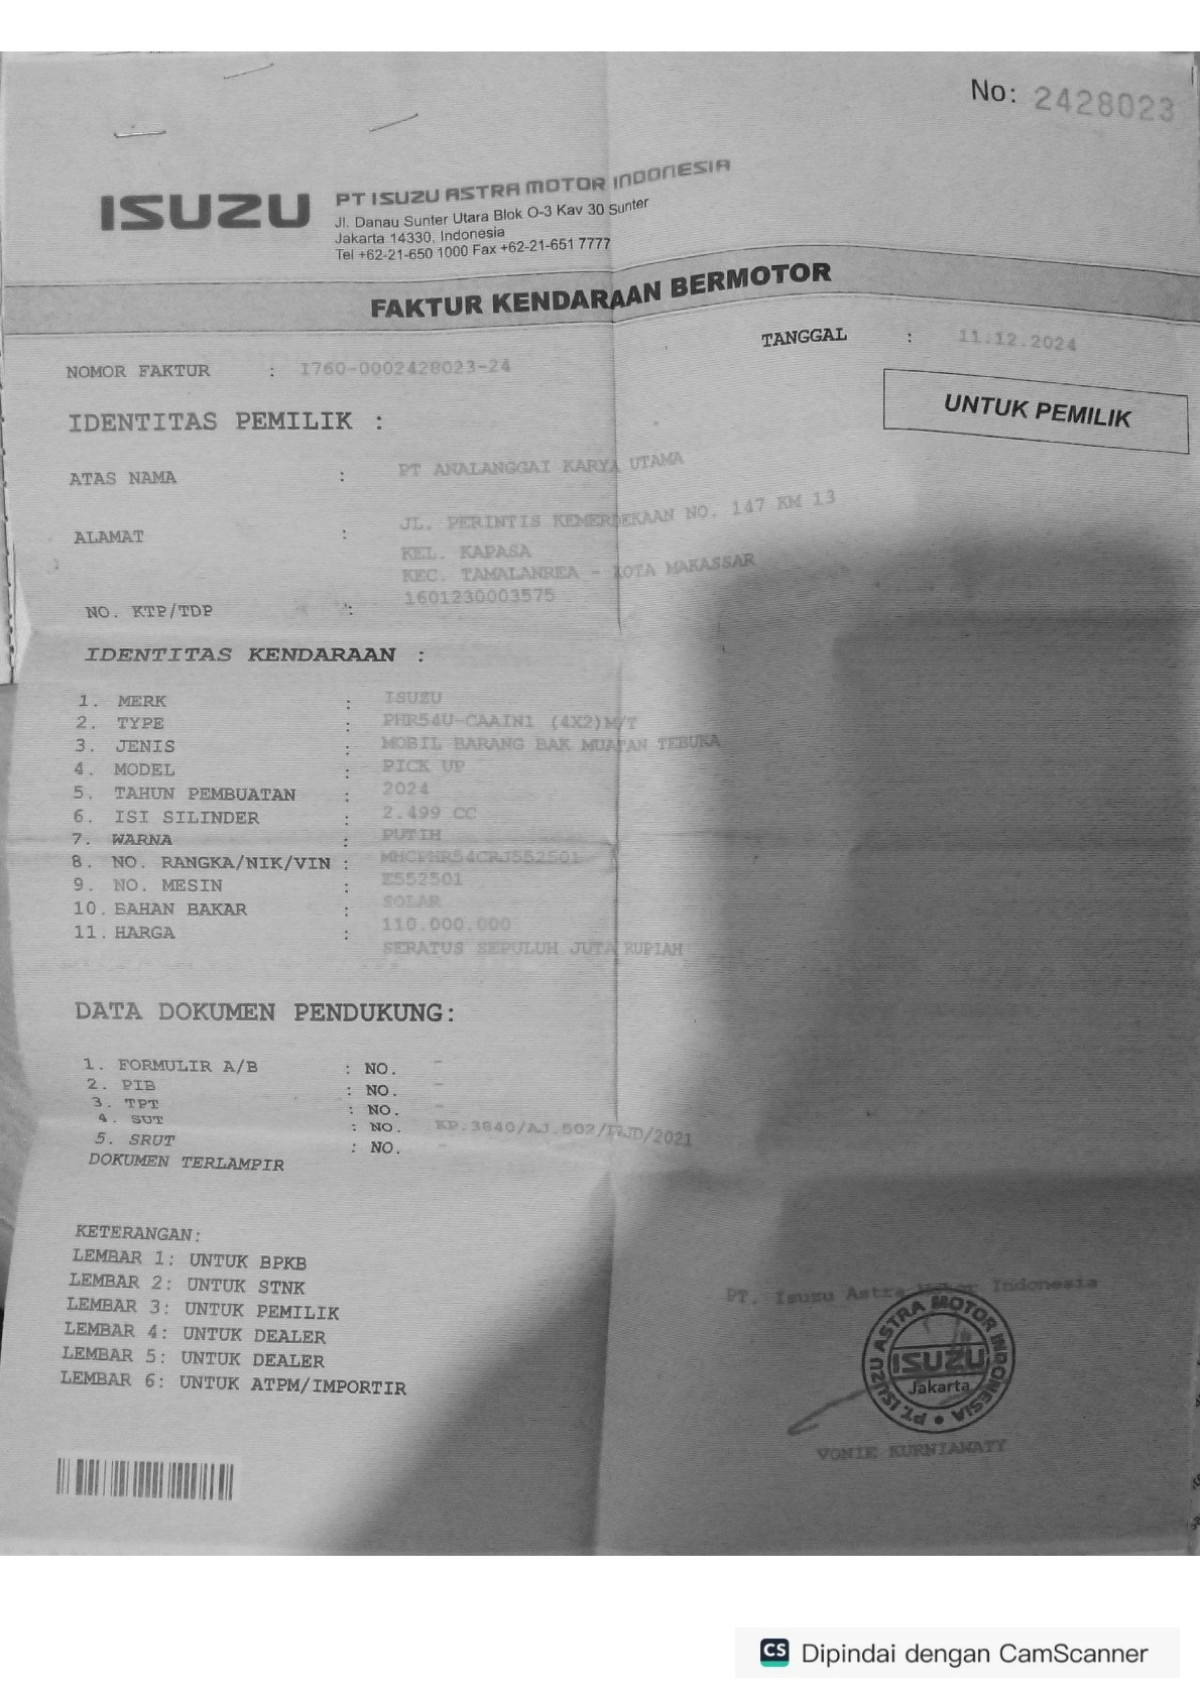 No: 2428023
ISUZU
PT ISUZU ASTRA MOTOR INDONESIA
Jl. Danau Sunter Utara Blok O-3 Kav 30 Sunter
Jakarta 14330, Indonesia
Tel +62-21-650 1000 Fax +62-21-651 7777
FAKTUR KENDARAAN BERMOTOR
TANGGAL : 11.12.2024
NOMOR FAKTUR : I760-0002428023-24
UNTUK PEMILIK
IDENTITAS PEMILIK :
ATAS NAMA : PT ANALANGGAI KARYA UTAMA
ALAMAT : JL. PERINTIS KEMERDEKAAN NO. 147 KM 13
KEL. KAPASA
KEC. TAMALANREA - KOTA MAKASSAR
NO. KTP/TDP : 1601230003575
IDENTITAS KENDARAAN :
1. MERK : ISUZU
2. TYPE : PHR54U-CAAIN1 (4X2)M/T
3. JENIS : MOBIL BARANG BAK MUATAN TEBUKA
4. MODEL : PICK UP
5. TAHUN PEMBUATAN : 2024
6. ISI SILINDER : 2.499 CC
7. WARNA : PUTIH
8. NO. RANGKA/NIK/VIN : MHCPHR54CRJ552501
9. NO. MESIN : E552501
10. BAHAN BAKAR : SOLAR
11. HARGA : 110.000.000
SERATUS SEPULUH JUTA RUPIAH
DATA DOKUMEN PENDUKUNG:
1. FORMULIR A/B : NO. -
2. PIB : NO. -
3. TPT : NO.
4. SUT : NO. KP.3840/AJ.502/
5. SRUT : NO. -
DOKUMEN TERLAMPIR
KETERANGAN:
LEMBAR 1: UNTUK BPKB
LEMBAR 2: UNTUK STNK
LEMBAR 3: UNTUK PEMILIK
LEMBAR 4: UNTUK DEALER
LEMBAR 5: UNTUK DEALER
LEMBAR 6: UNTUK ATPM/IMPORTIR
PT. Isuzu Astra Motor Indonesia
PT. ISUZU ASTRA MOTOR INDONESIA
ISUZU
Jakarta
VONIE KURNIAWATY
CS Dipindai dengan CamScanner